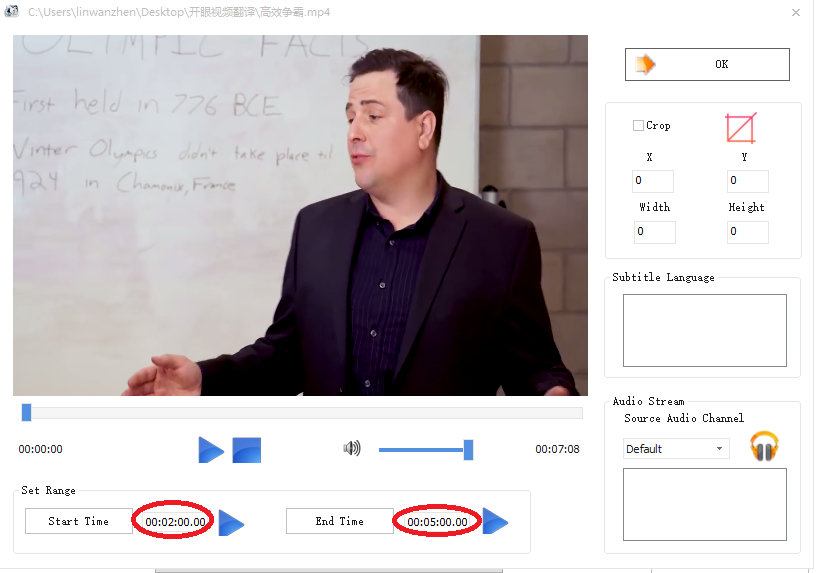 C:\Users\linwanzhen\Desktop\开眼视频翻译\高效争霸.mp4
OLYMPIC FACTS
First held in 776 BCE
Winter Olympics didn't take place til
1924 in Chamonix, France
OK
Crop
X Y
0 0
Width Height
0 0
Subtitle Language
Audio Stream
Source Audio Channel
Default
00:00:00 00:07:08
Set Range
Start Time 00:02:00.00 End Time 00:05:00.00